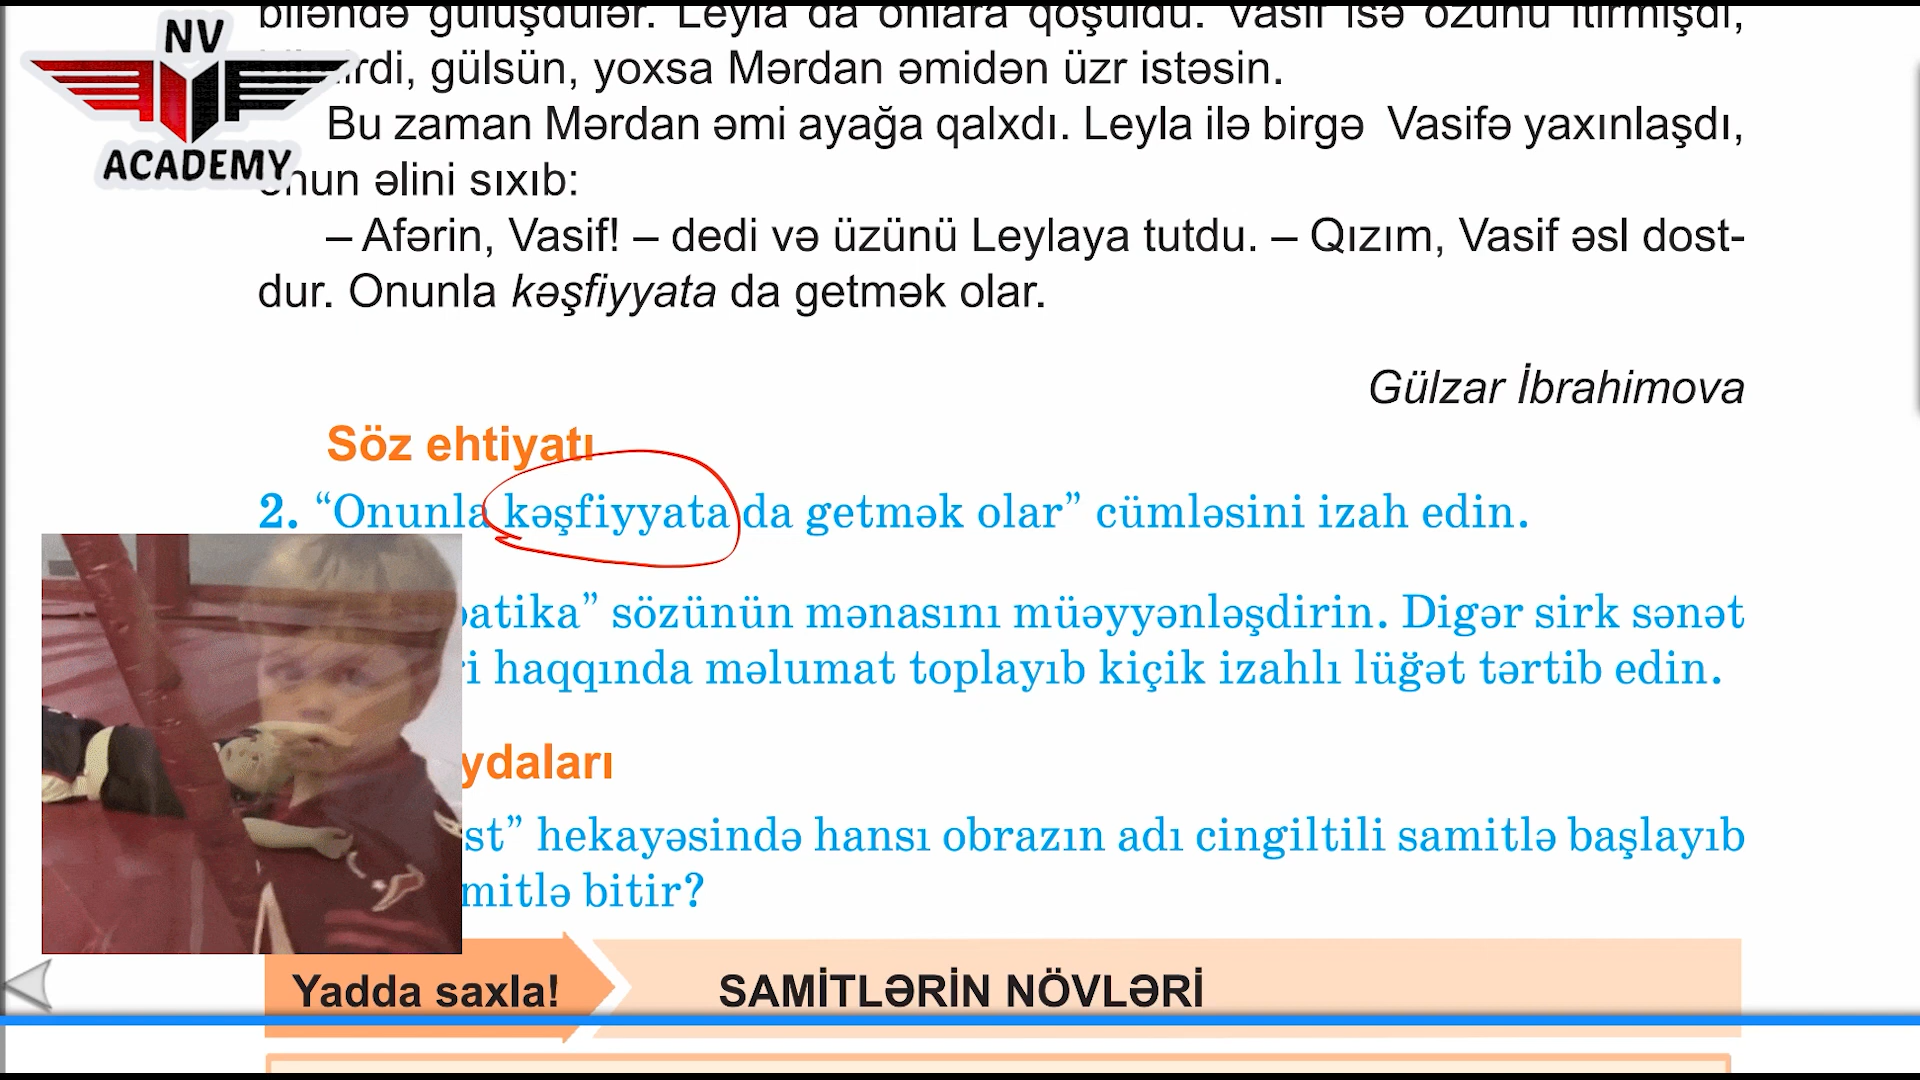 NV
ACADEMY
biləndə gülüşdülər. Leyla da onlara qoşuldu. Vasif isə özünü itirmişdi,
gülsün, yoxsa Mərdan əmidən üzr istəsin.
Bu zaman Mərdan əmi ayağa qalxdı. Leyla ilə birgə Vasifə yaxınlaşdı,
onun əlini sıxıb:
– Afərin, Vasif! – dedi və üzünü Leylaya tutdu. – Qızım, Vasif əsl dost-
dur. Onunla kəşfiyyata da getmək olar.
Gülzar İbrahimova
Söz ehtiyatı
2. “Onunla kəşfiyyata da getmək olar” cümləsini izah edin.
batika” sözünün mənasını müəyyənləşdirin. Digər sirk sənət
ri haqqında məlumat toplayıb kiçik izahlı lüğət tərtib edin.
ydaları
st” hekayəsində hansı obrazın adı cingiltili samitlə başlayıb
mitlə bitir?
Yadda saxla! SAMİTLƏRİN NÖVLƏRİ